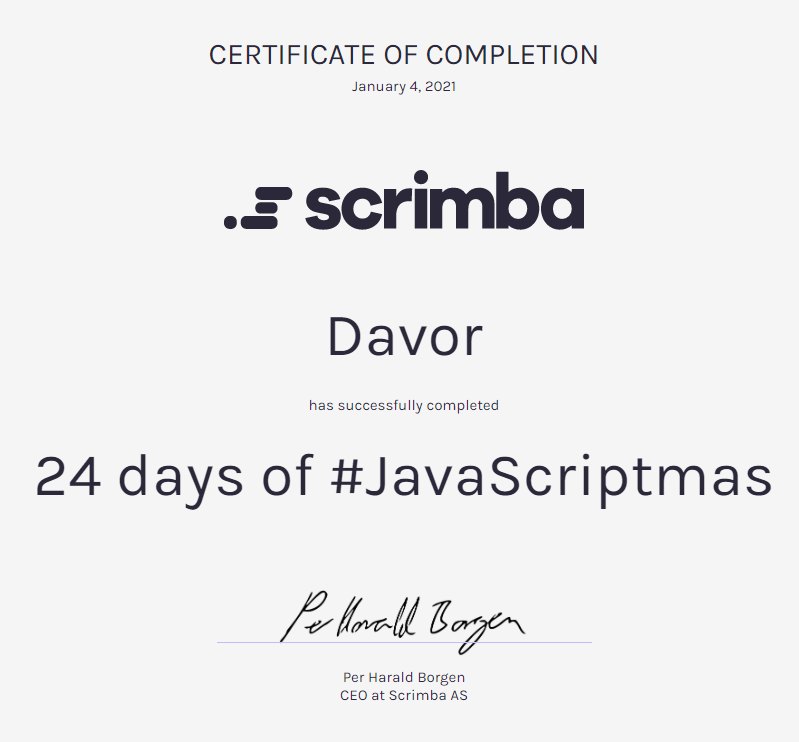 CERTIFICATE OF COMPLETION
January 4, 2021
scrimba
Davor
has successfully completed
24 days of #JavaScriptmas
Per Harald Borgen
Per Harald Borgen
CEO at Scrimba AS